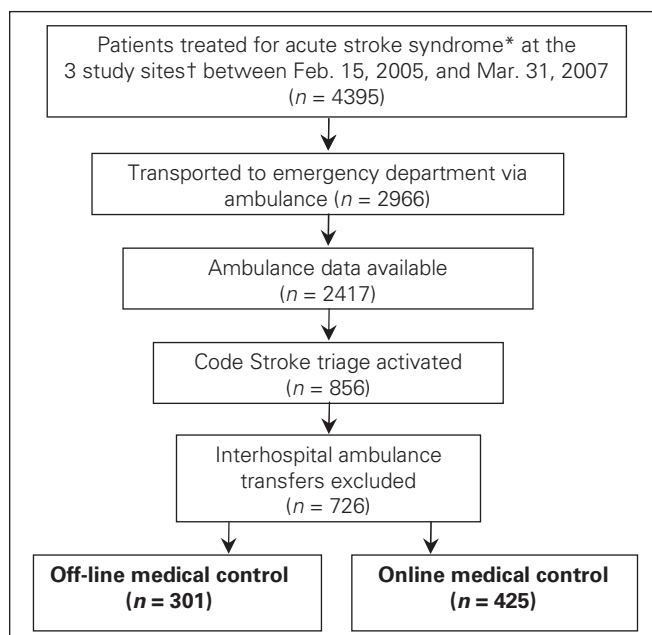 Patients treated for acute stroke syndrome* at the
3 study sites† between Feb. 15, 2005, and Mar. 31, 2007
(n = 4395)
Transported to emergency department via
ambulance (n = 2966)
Ambulance data available
(n = 2417)
Code Stroke triage activated
(n = 856)
Interhospital ambulance
transfers excluded
(n = 726)
Off-line medical control
(n = 301)
Online medical control
(n = 425)